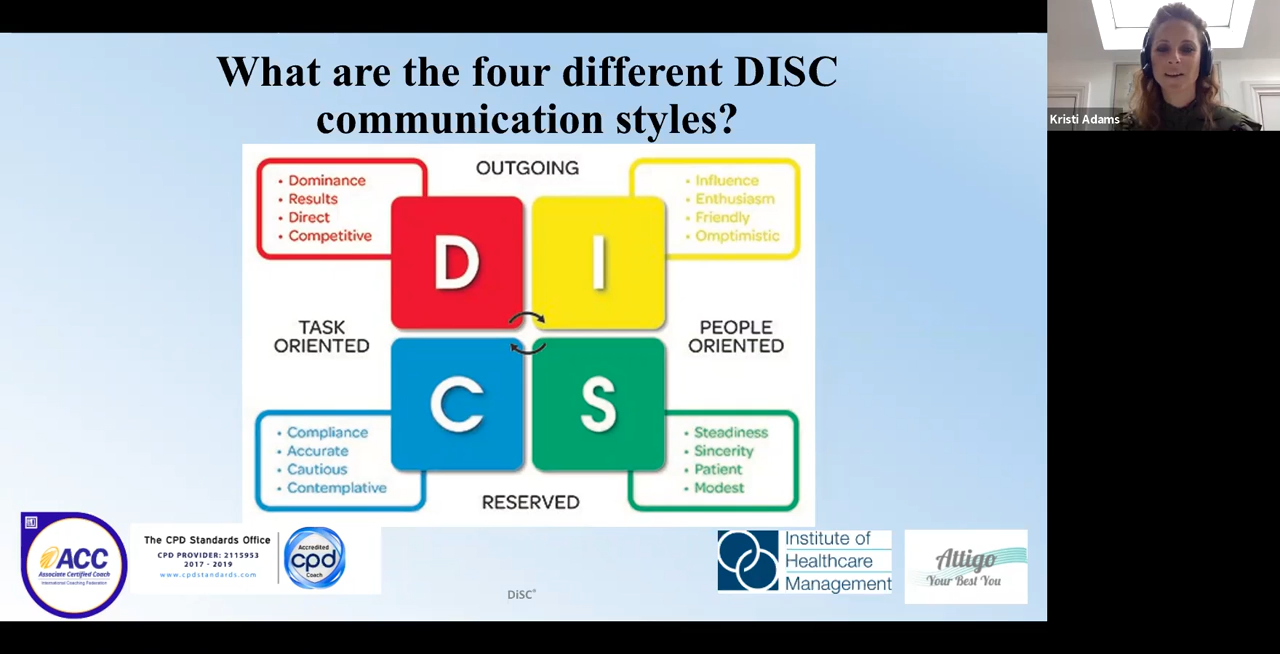 What are the four different DISC
communication styles?
Kristi Adams
OUTGOING
• Dominance
• Results
• Direct
• Competitive
• Influence
• Enthusiasm
• Friendly
• Omptimistic
D
I
TASK
ORIENTED
PEOPLE
ORIENTED
C
S
• Compliance
• Accurate
• Cautious
• Contemplative
• Steadiness
• Sincerity
• Patient
• Modest
RESERVED
ACC
Associate Certified Coach
International Coaching Federation
The CPD Standards Office
CPD PROVIDER: 2115953
2017 - 2019
www.cpdstandards.com
Accredited
cpd
Coach
DiSC®
Institute of
Healthcare
Management
Attigo
Your Best You